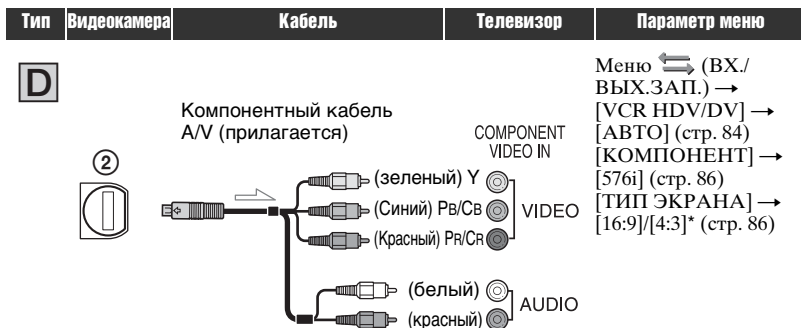 Тип Видеокамера Кабель Телевизор Параметр меню
D
Компонентный кабель
A/V (прилагается)
②
COMPONENT
VIDEO IN
(зеленый) Y
(Синий) PB/CB
(Красный) PR/CR
VIDEO
(белый)
(красный)
AUDIO
Меню (ВХ./
ВЫХ.ЗАП.) →
[VCR HDV/DV] →
[АВТО] (стр. 84)
[КОМПОНЕНТ] →
[576i] (стр. 86)
[ТИП ЭКРАНА] →
[16:9]/[4:3]* (стр. 86)